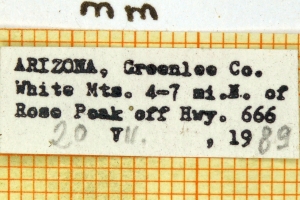 mm
ARIZONA, Greenlee Co.
White Mts. 4-7 mi.N. of
Rose Peak off Hwy. 666
20 VII. , 1989